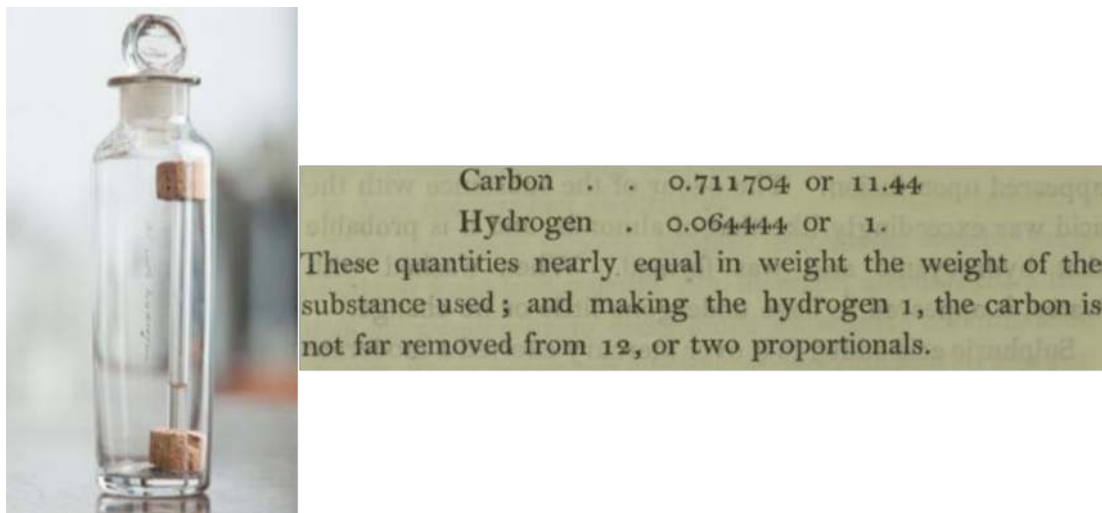 Carbon . . 0.711704 or 11.44
Hydrogen . 0.064444 or 1.
These quantities nearly equal in weight the weight of the
substance used; and making the hydrogen 1, the carbon is
not far removed from 12, or two proportionals.